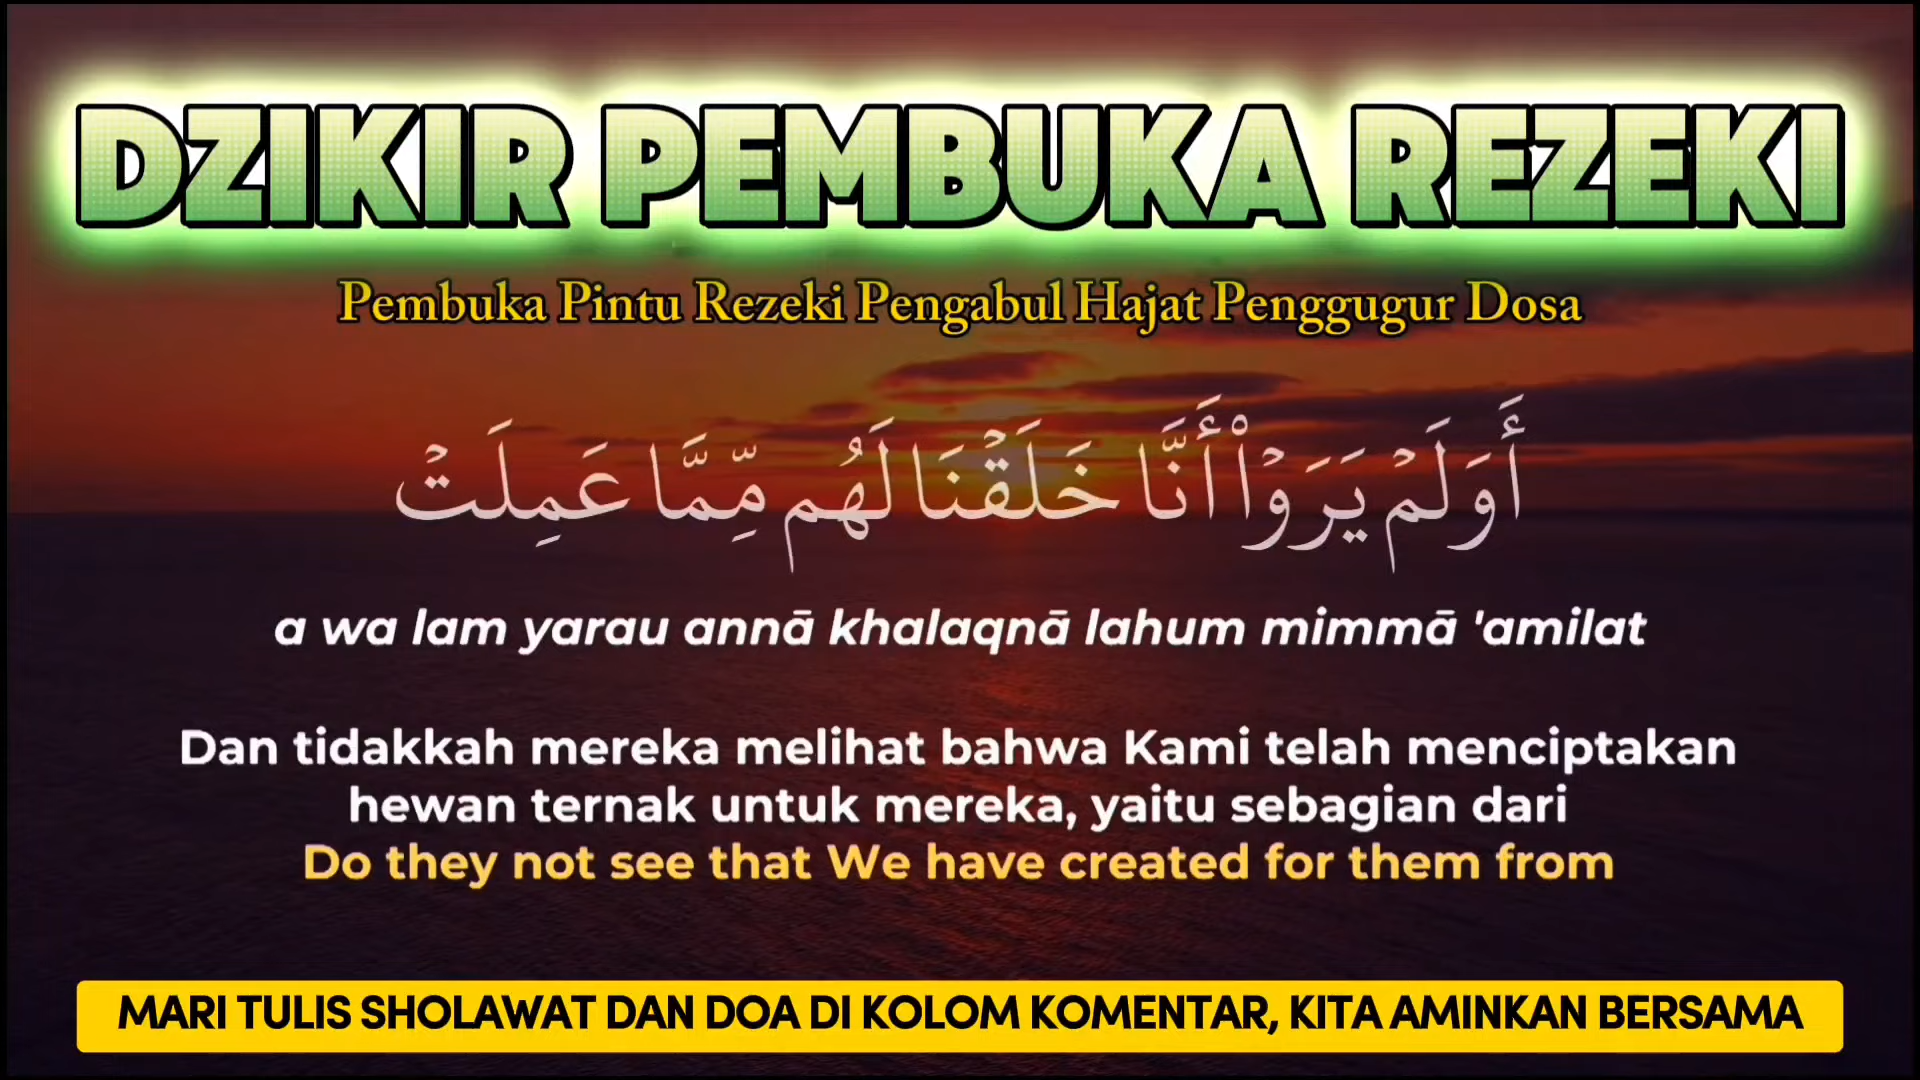 DZIKIR PEMBUKA REZEKI
Pembuka Pintu Rezeki Pengabul Hajat Penggugur Dosa
أَوَلَمۡ يَرَوۡاْ أَنَّا خَلَقۡنَا لَهُم مِّمَّا عَمِلَتۡ
a wa lam yarau annā khalaqnā lahum mimmā 'amilat
Dan tidakkah mereka melihat bahwa Kami telah menciptakan
hewan ternak untuk mereka, yaitu sebagian dari
Do they not see that We have created for them from
MARI TULIS SHOLAWAT DAN DOA DI KOLOM KOMENTAR, KITA AMINKAN BERSAMA